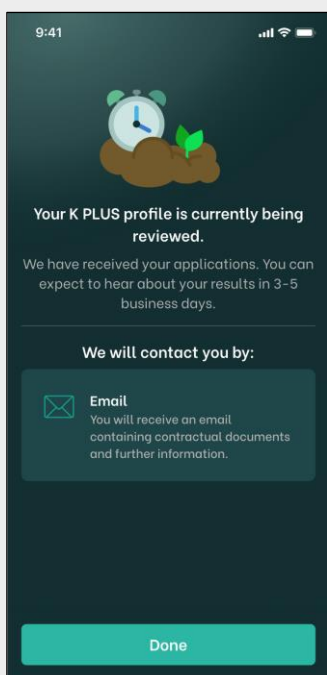 9:41
Your K PLUS profile is currently being
reviewed.
We have received your applications. You can
expect to hear about your results in 3-5
business days.
We will contact you by:
Email
You will receive an email
containing contractual documents
and further information.
Done